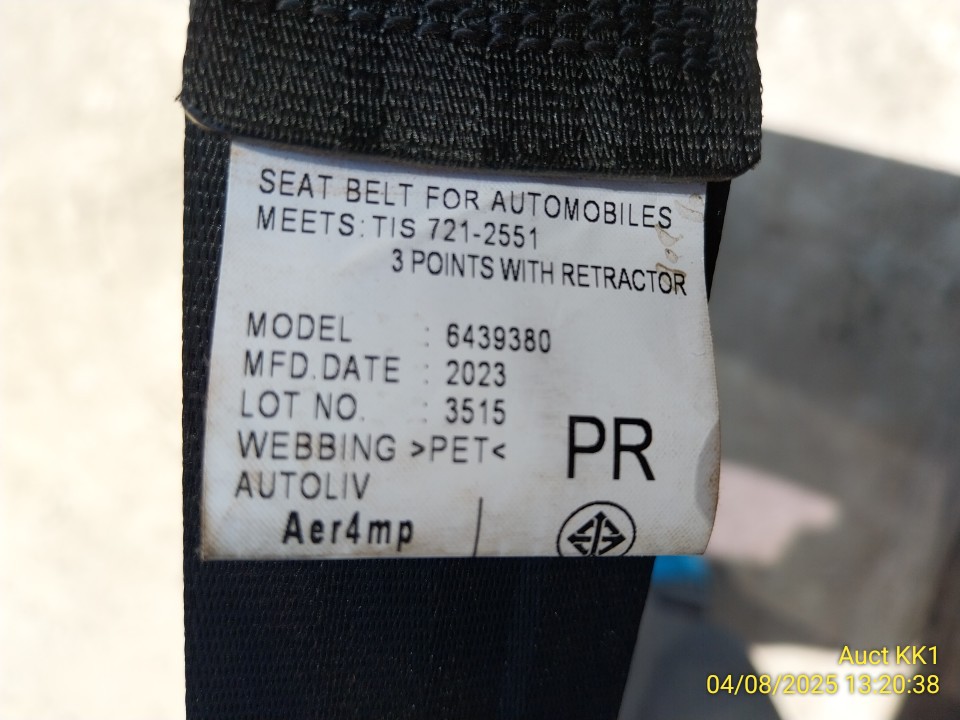 SEAT BELT FOR AUTOMOBILES
MEETS: TIS 721-2551
3 POINTS WITH RETRACTOR
MODEL : 6439380
MFD.DATE : 2023
LOT NO. : 3515
WEBBING >PET<
PR
AUTOLIV
Aer4mp
Auct KK1
04/08/2025 13:20:38